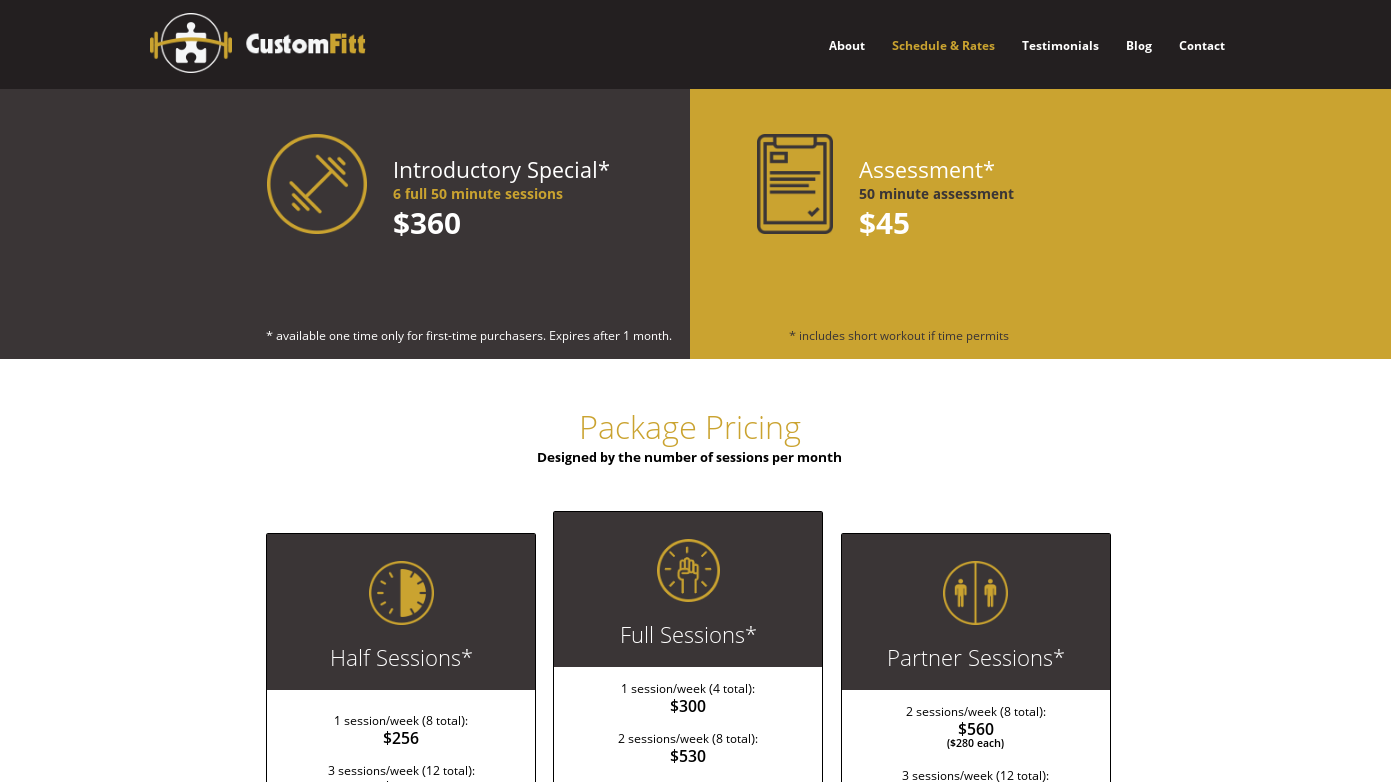 CustomFitt
About
Schedule & Rates
Testimonials
Blog
Contact
Introductory Special*
6 full 50 minute sessions
$360
* available one time only for first-time purchasers. Expires after 1 month.
Assessment*
50 minute assessment
$45
* includes short workout if time permits
Package Pricing
Designed by the number of sessions per month
Half Sessions*
1 session/week (8 total):
$256
3 sessions/week (12 total):
Full Sessions*
1 session/week (4 total):
$300
2 sessions/week (8 total):
$530
Partner Sessions*
2 sessions/week (8 total):
$560
($280 each)
3 sessions/week (12 total):